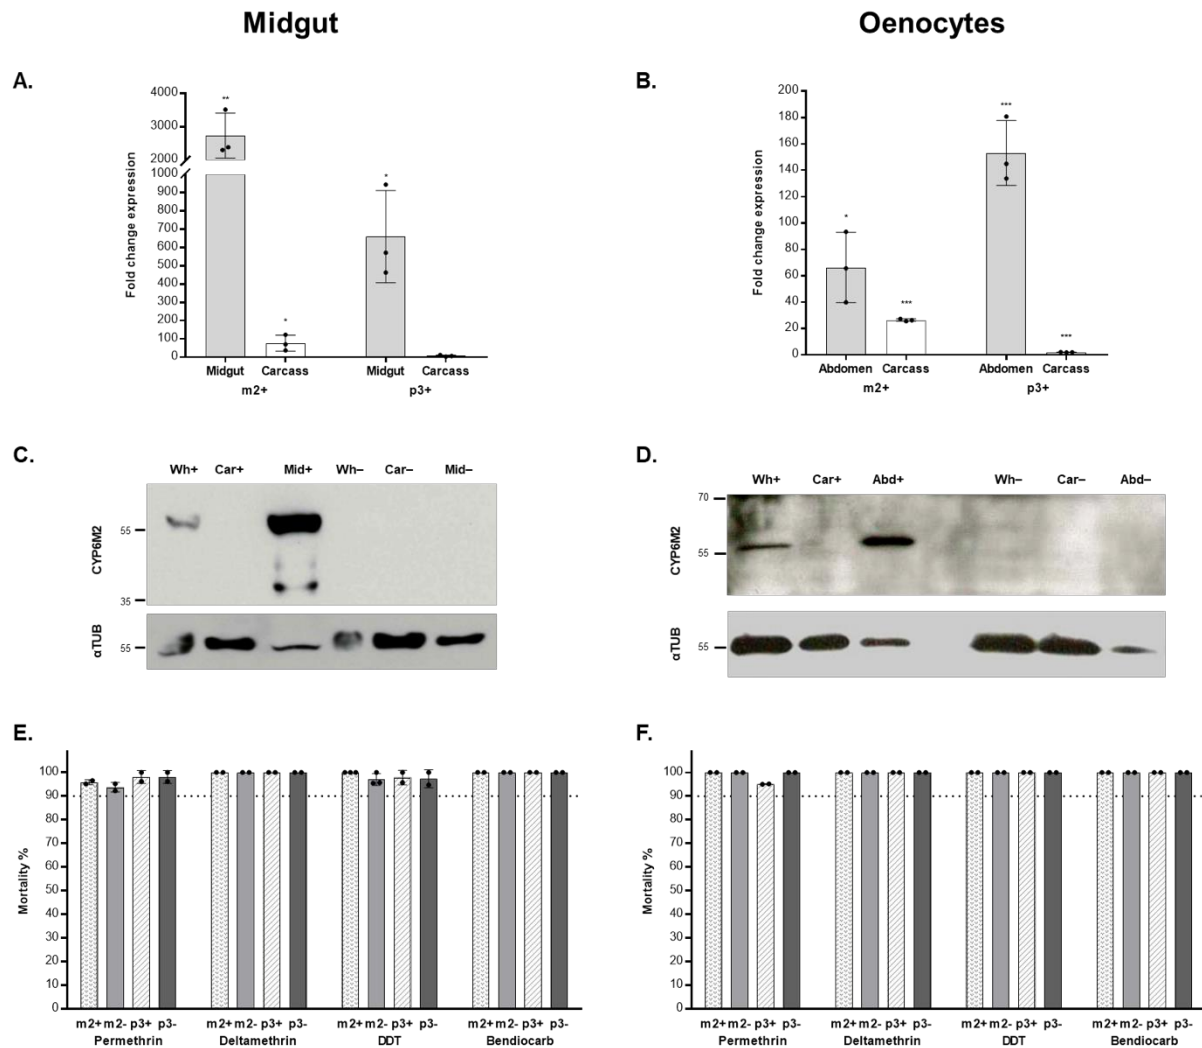 Midgut
Oenocytes
A.
Fold change expression
4000
3000
2000
1000
900
800
700
600
500
400
300
200
100
0
**
*
*
Midgut Carcass Midgut Carcass
m2+ p3+
B.
Fold change expression
200
180
160
140
120
100
80
60
40
20
0
*
***
***
***
Abdomen Carcass Abdomen Carcass
m2+ p3+
C.
Wh+ Car+ Mid+ Wh– Car– Mid–
CYP6M2
55
35
αTUB
55
D.
Wh+ Car+ Abd+ Wh– Car– Abd–
70
CYP6M2
55
αTUB
55
E.
Mortality %
100
90
80
70
60
50
40
30
20
10
0
m2+ m2- p3+ p3- m2+ m2- p3+ p3- m2+ m2- p3+ p3- m2+ m2- p3+ p3-
Permethrin Deltamethrin DDT Bendiocarb
F.
Mortality %
100
90
80
70
60
50
40
30
20
10
0
m2+ m2- p3+ p3- m2+ m2- p3+ p3- m2+ m2- p3+ p3- m2+ m2- p3+ p3-
Permethrin Deltamethrin DDT Bendiocarb